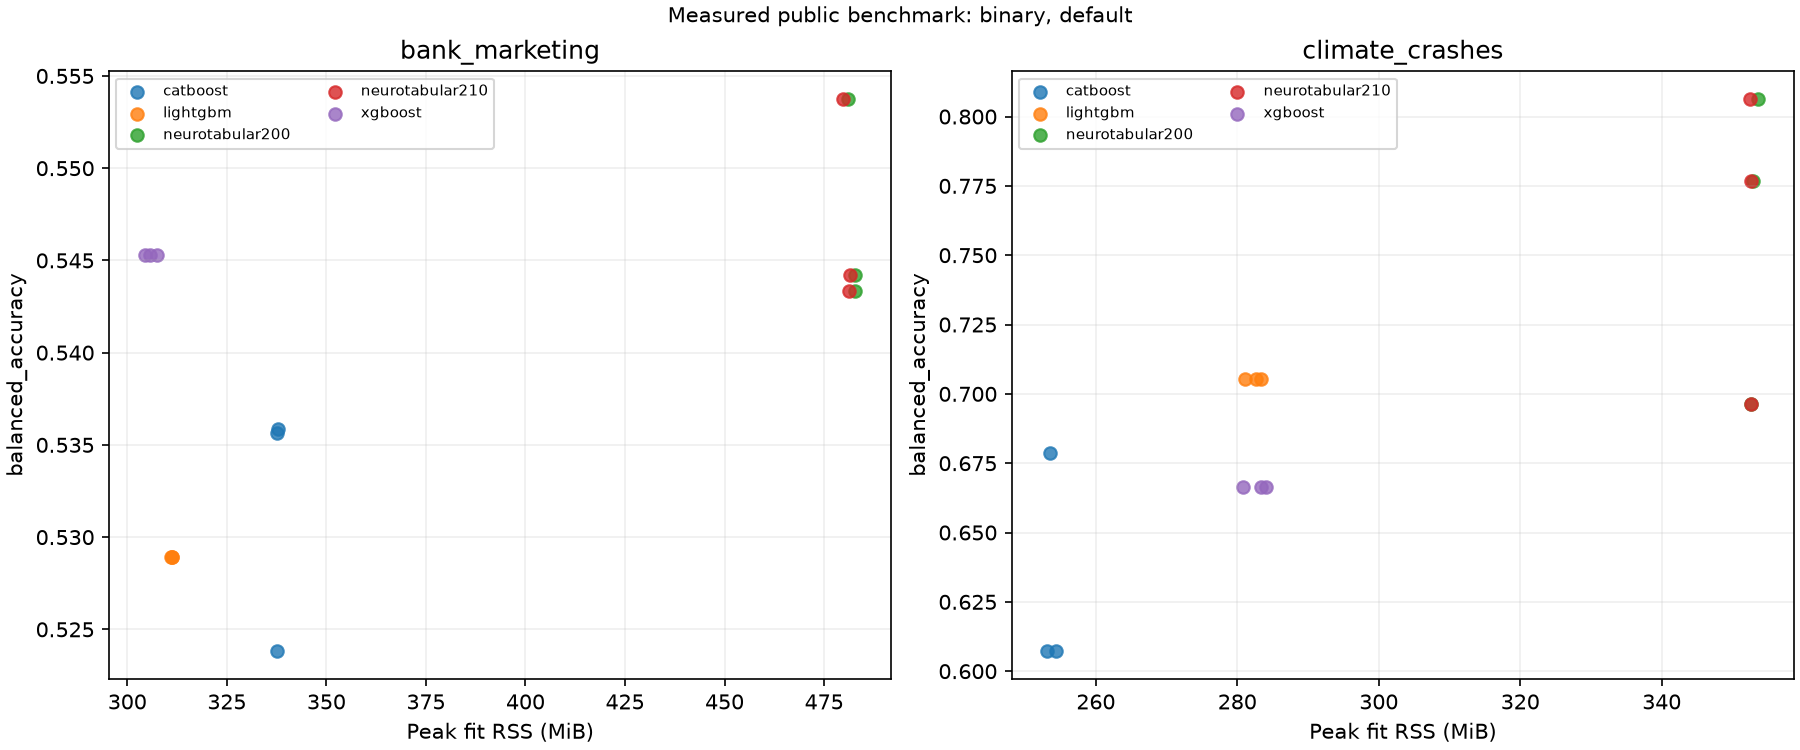 Measured public benchmark: binary, default
bank_marketing
catboost
lightgbm
neurotabular200
neurotabular210
xgboost
balanced_accuracy
0.555
0.550
0.545
0.540
0.535
0.530
0.525
300
325
350
375
400
425
450
475
Peak fit RSS (MiB)
climate_crashes
catboost
lightgbm
neurotabular200
neurotabular210
xgboost
balanced_accuracy
0.800
0.775
0.750
0.725
0.700
0.675
0.650
0.625
0.600
260
280
300
320
340
Peak fit RSS (MiB)